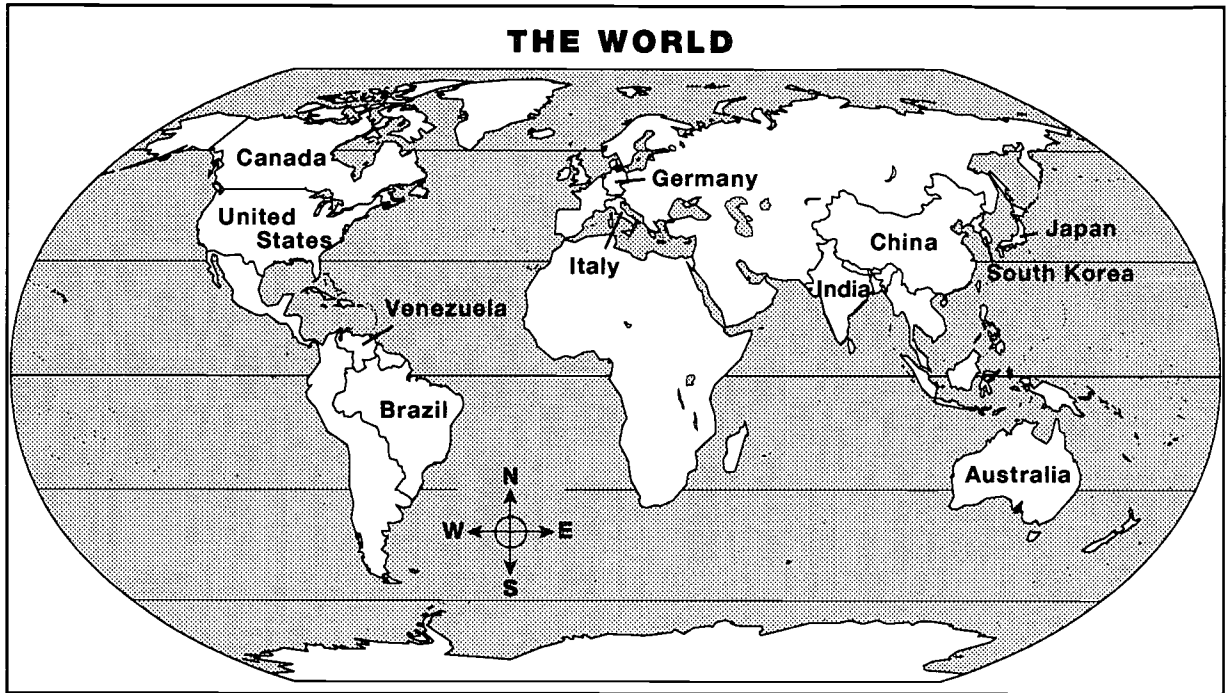 THE WORLD
Canada
Germany
United
States
Japan
China
Italy
South Korea
India
Venezuela
Brazil
Australia
N
W E
S